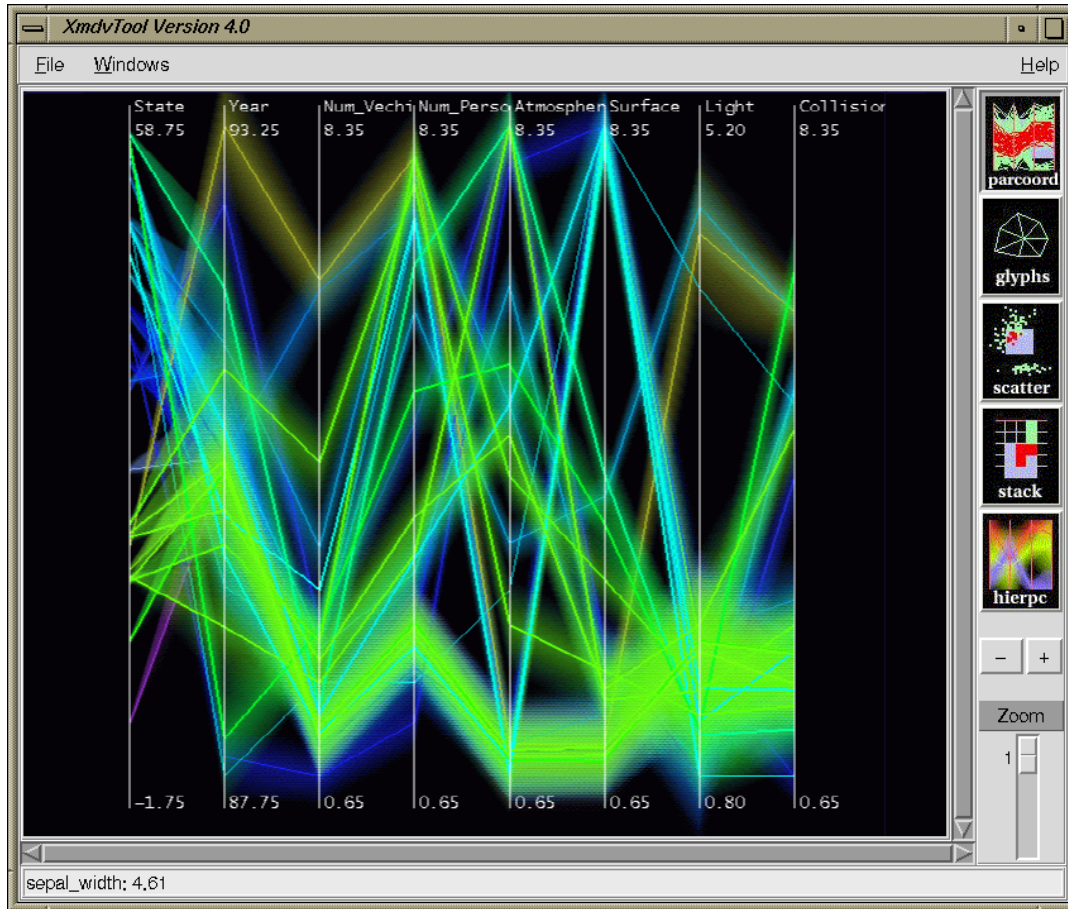 XmdvTool Version 4.0
File Windows Help
State Year Num_Vechi Num_Perso Atmospher Surface Light Collision
58.75 93.25 8.35 8.35 8.35 8.35 5.20 8.35
parcoord
glyphs
scatter
stack
hierpc
- +
Zoom
1
-1.75 87.75 0.65 0.65 0.65 0.65 0.80 0.65
sepal_width: 4.61